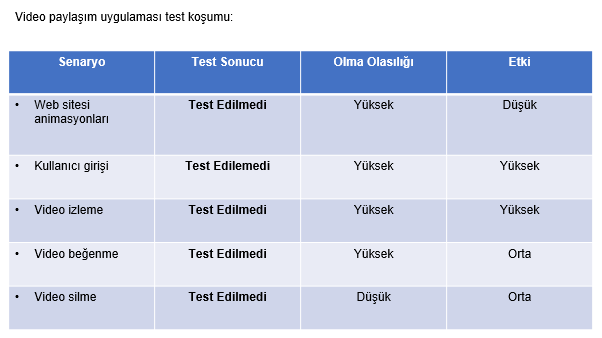 Video paylaşım uygulaması test koşumu:
Senaryo Test Sonucu Olma Olasılığı Etki
• Web sitesi animasyonları Test Edilmedi Yüksek Düşük
• Kullanıcı girişi Test Edilemedi Yüksek Yüksek
• Video izleme Test Edilmedi Yüksek Yüksek
• Video beğenme Test Edilmedi Yüksek Orta
• Video silme Test Edilmedi Düşük Orta